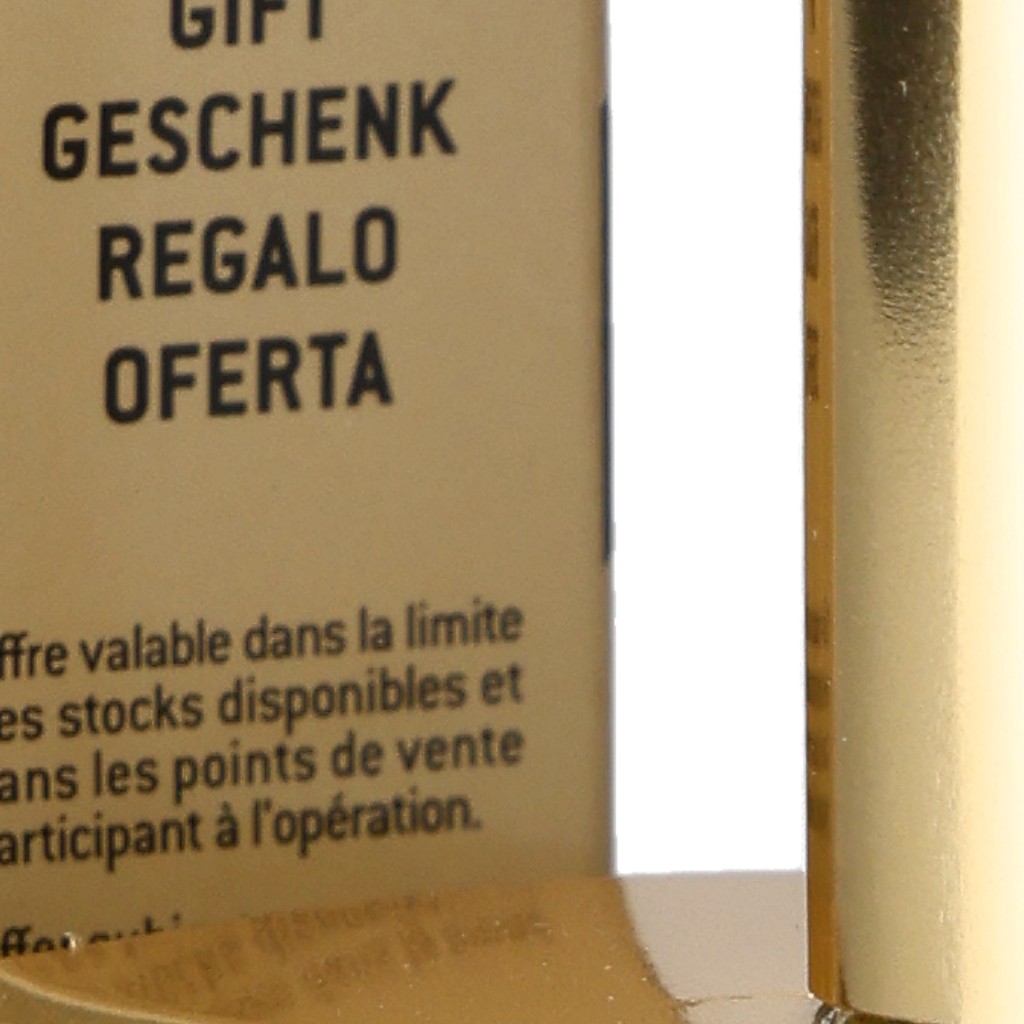 GIFT
GESCHENK
REGALO
OFERTA
ffre valable dans la limite
es stocks disponibles et
ans les points de vente
articipant à l'opération.